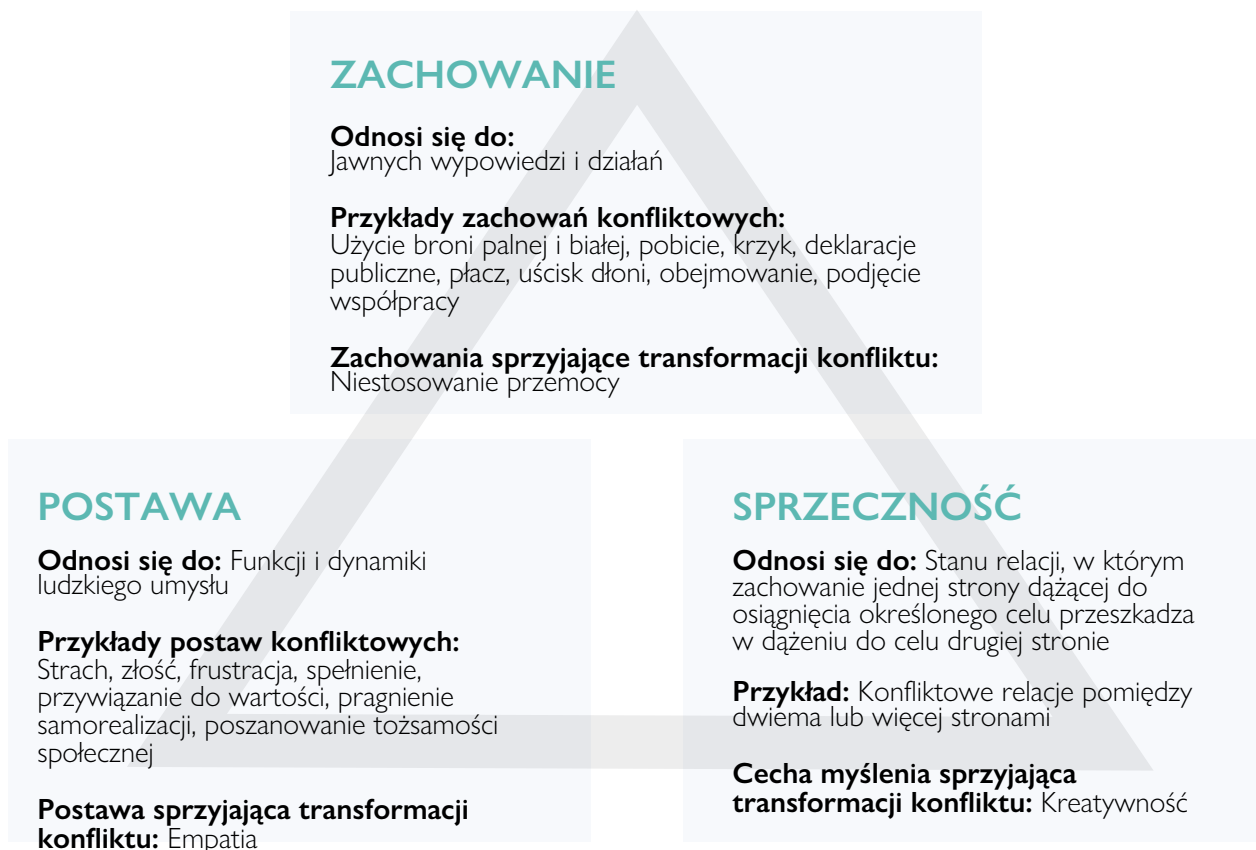 ZACHOWANIE
Odnosi się do:
Jawnych wypowiedzi i działań
Przykłady zachowań konfliktowych:
Użycie broni palnej i białej, pobicie, krzyk, deklaracje
publiczne, płacz, uścisk dłoni, obejmowanie, podjęcie
współpracy
Zachowania sprzyjające transformacji konfliktu:
Niestosowanie przemocy
POSTAWA
Odnosi się do: Funkcji i dynamiki
ludzkiego umysłu
Przykłady postaw konfliktowych:
Strach, złość, frustracja, spełnienie,
przywiązanie do wartości, pragnienie
samorealizacji, poszanowanie tożsamości
społecznej
Postawa sprzyjająca transformacji
konfliktu: Empatia
SPRZECZNOŚĆ
Odnosi się do: Stanu relacji, w którym
zachowanie jednej strony dążącej do
osiągnięcia określonego celu przeszkadza
w dążeniu do celu drugiej stronie
Przykład: Konfliktowe relacje pomiędzy
dwiema lub więcej stronami
Cecha myślenia sprzyjająca
transformacji konfliktu: Kreatywność